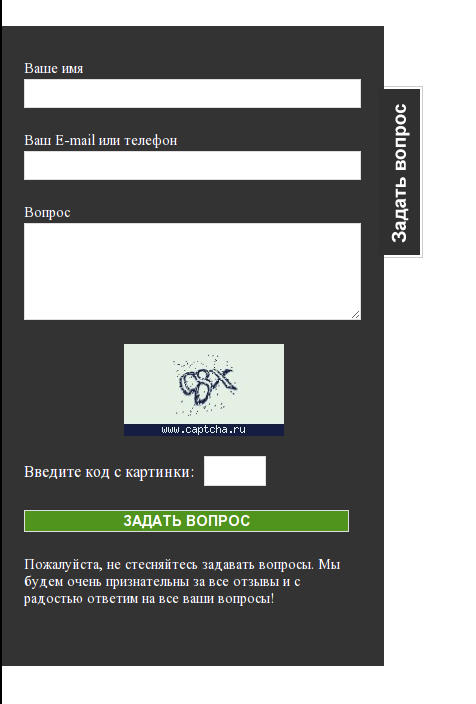 Ваше имя
Задать вопрос
Ваш E-mail или телефон
Вопрос
www.captcha.ru
Введите код с картинки:
ЗАДАТЬ ВОПРОС
Пожалуйста, не стесняйтесь задавать вопросы. Мы
будем очень признательны за все отзывы и с
радостью ответим на все ваши вопросы!